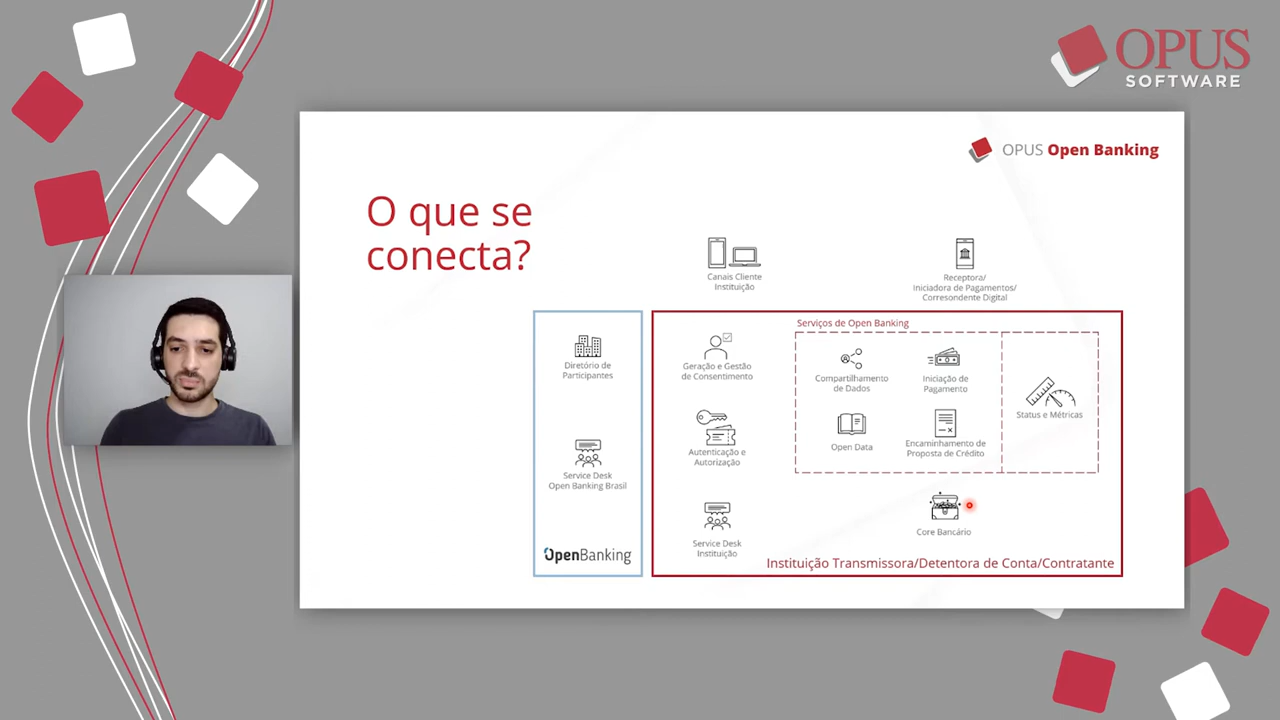 OPUS
SOFTWARE
OPUS Open Banking
O que se
conecta?
Canais Cliente
Instituição
Receptora/
Iniciadora de Pagamentos/
Corresondente Digital
Diretório de
Participantes
Service Desk
Open Banking Brasil
OpenBanking
Geração e Gestão
de Consentimento
Autenticação e
Autorização
Service Desk
Instituição
Serviços de Open Banking
Compartilhamento
de Dados
Iniciação de
Pagamento
Open Data
Encaminhamento de
Proposta de Crédito
Status e Métricas
Core Bancário
Instituição Transmissora/Detentora de Conta/Contratante